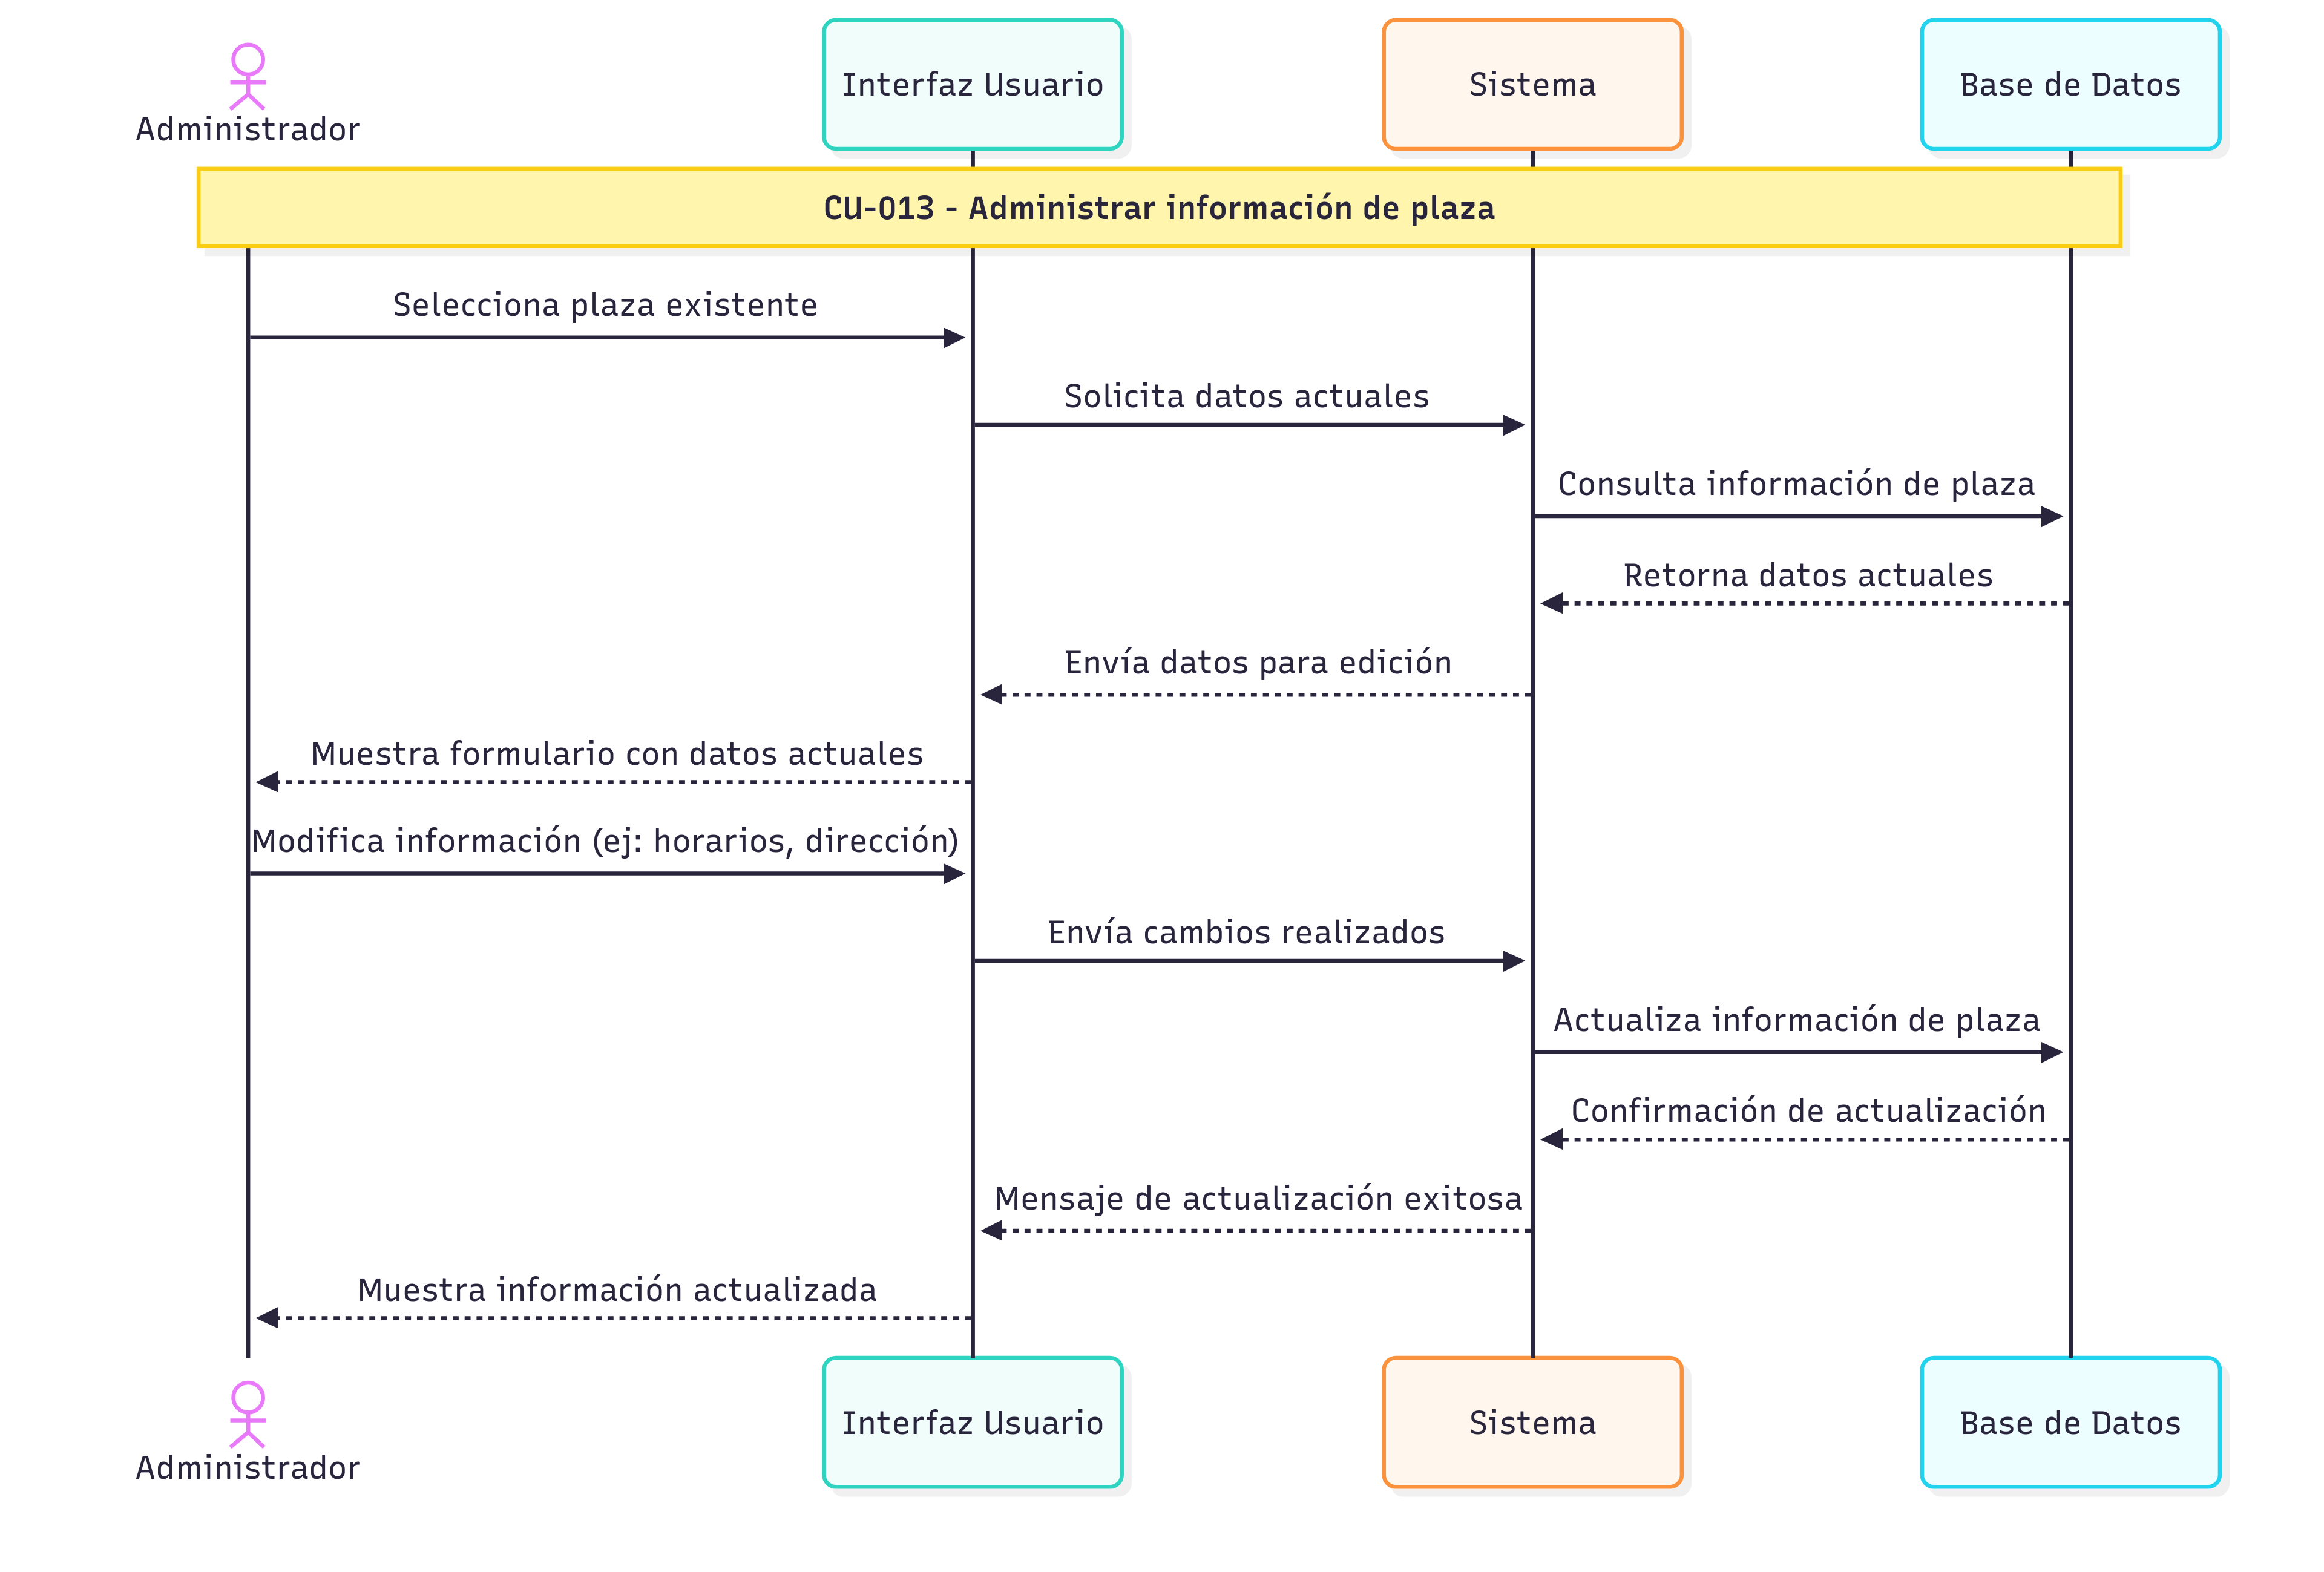 Administrador
Interfaz Usuario
Sistema
Base de Datos
CU-013 - Administrar información de plaza
Selecciona plaza existente
Solicita datos actuales
Consulta información de plaza
Retorna datos actuales
Envía datos para edición
Muestra formulario con datos actuales
Modifica información (ej: horarios, dirección)
Envía cambios realizados
Actualiza información de plaza
Confirmación de actualización
Mensaje de actualización exitosa
Muestra información actualizada
Administrador
Interfaz Usuario
Sistema
Base de Datos